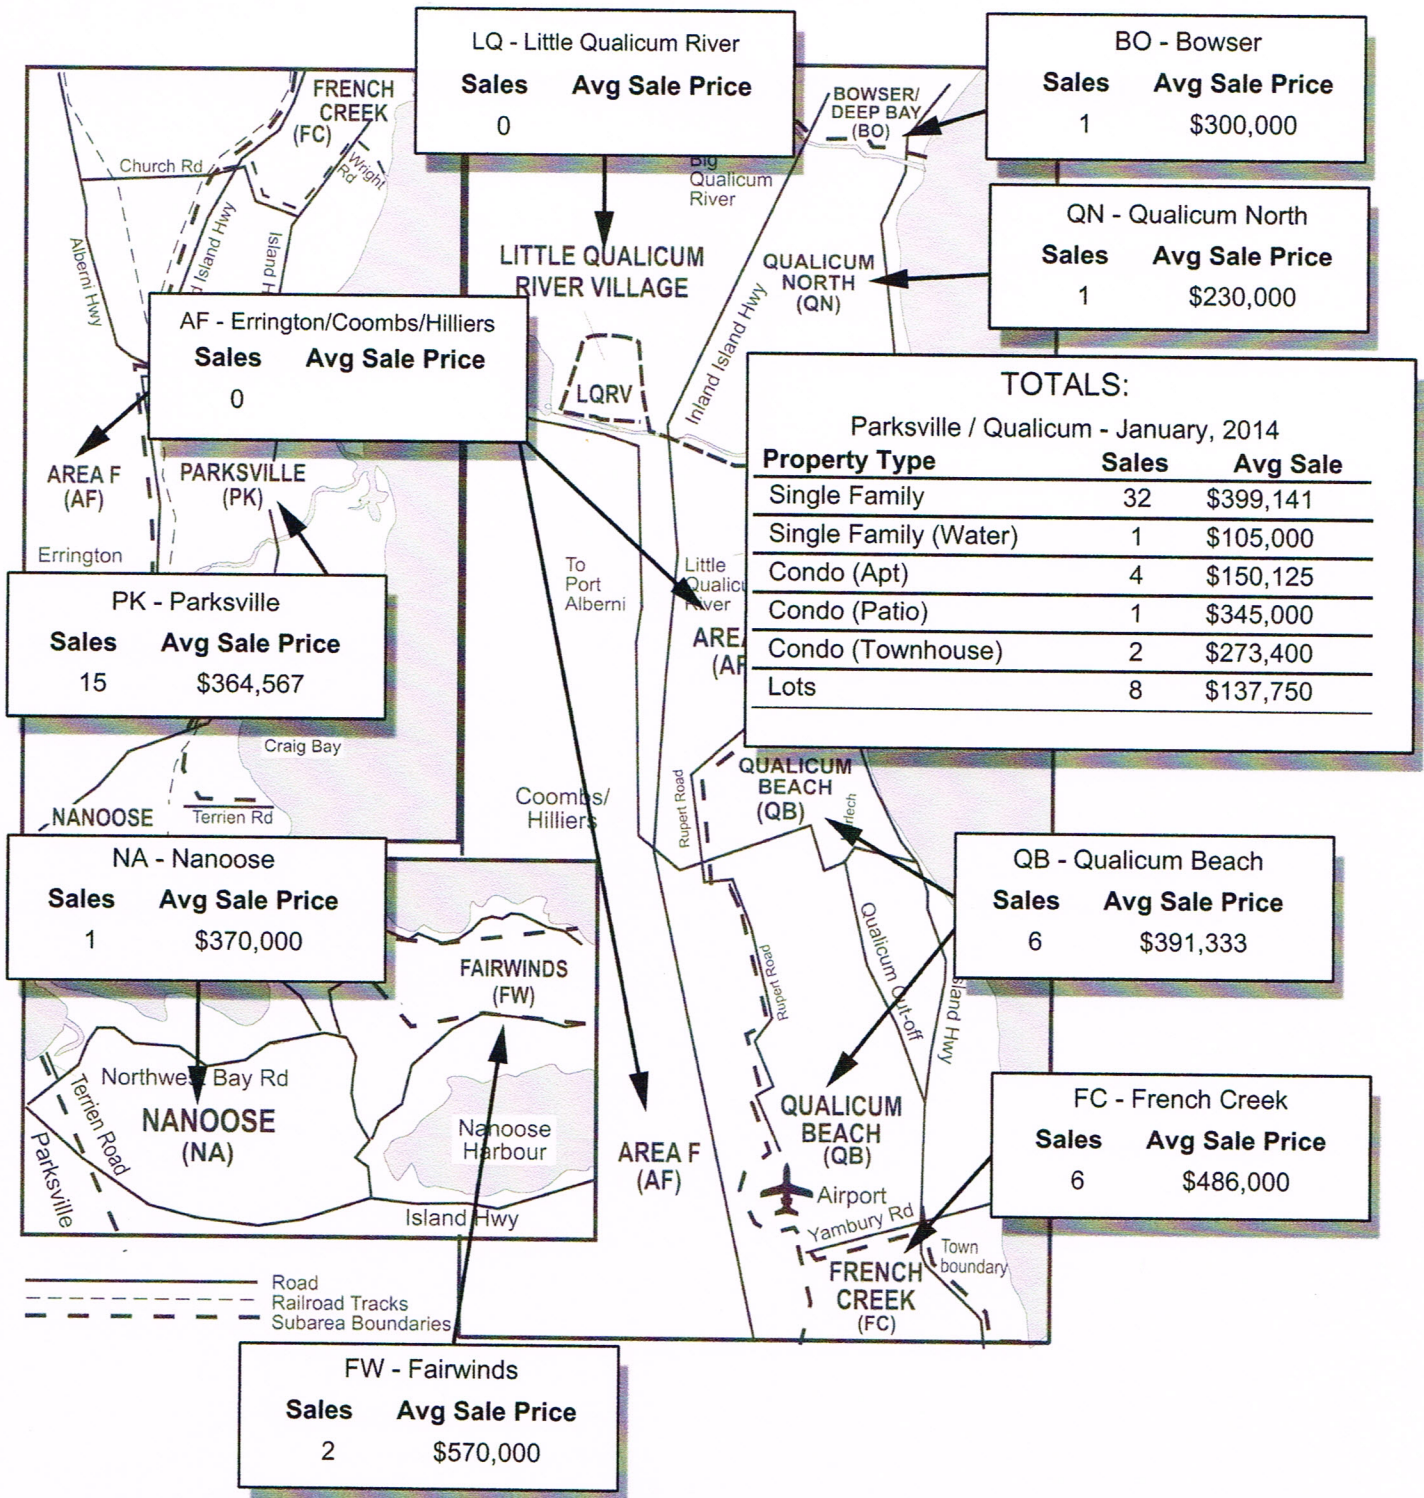 LQ - Little Qualicum River
Sales Avg Sale Price
0
BO - Bowser
Sales Avg Sale Price
1 $300,000
FRENCH
CREEK
(FC)
BOWSER/
DEEP BAY
(BO)
Church Rd
Wright
Rd
Big
Qualicum
River
QN - Qualicum North
Sales Avg Sale Price
1 $230,000
Alberni Hwy
Island Hwy
Island
LITTLE QUALICUM
RIVER VILLAGE
QUALICUM
NORTH
(QN)
Inland Island Hwy
AF - Errington/Coombs/Hilliers
Sales Avg Sale Price
0
LQRV
TOTALS:
Parksville / Qualicum - January, 2014
Property Type Sales Avg Sale
Single Family 32 $399,141
Single Family (Water) 1 $105,000
Condo (Apt) 4 $150,125
Condo (Patio) 1 $345,000
Condo (Townhouse) 2 $273,400
Lots 8 $137,750
AREA F
(AF)
PARKSVILLE
(PK)
Errington
To
Port
Alberni
Little
Qualicu
River
AREA
(AF
PK - Parksville
Sales Avg Sale Price
15 $364,567
Craig Bay
NANOOSE
Terrien Rd
Coombs/
Hilliers
Rupert Road
QUALICUM
BEACH
(QB)
NA - Nanoose
Sales Avg Sale Price
1 $370,000
QB - Qualicum Beach
Sales Avg Sale Price
6 $391,333
Qualicum Cut-off
Rupert Road
sland Hwy
FAIRWINDS
(FW)
Northwest Bay Rd
Terrien Road
Parksville
NANOOSE
(NA)
Nanoose
Harbour
Island Hwy
AREA F
(AF)
QUALICUM
BEACH
(QB)
Airport
Yambury Rd
FC - French Creek
Sales Avg Sale Price
6 $486,000
Town
boundary
FRENCH
CREEK
(FC)
Road
Railroad Tracks
Subarea Boundaries
FW - Fairwinds
Sales Avg Sale Price
2 $570,000